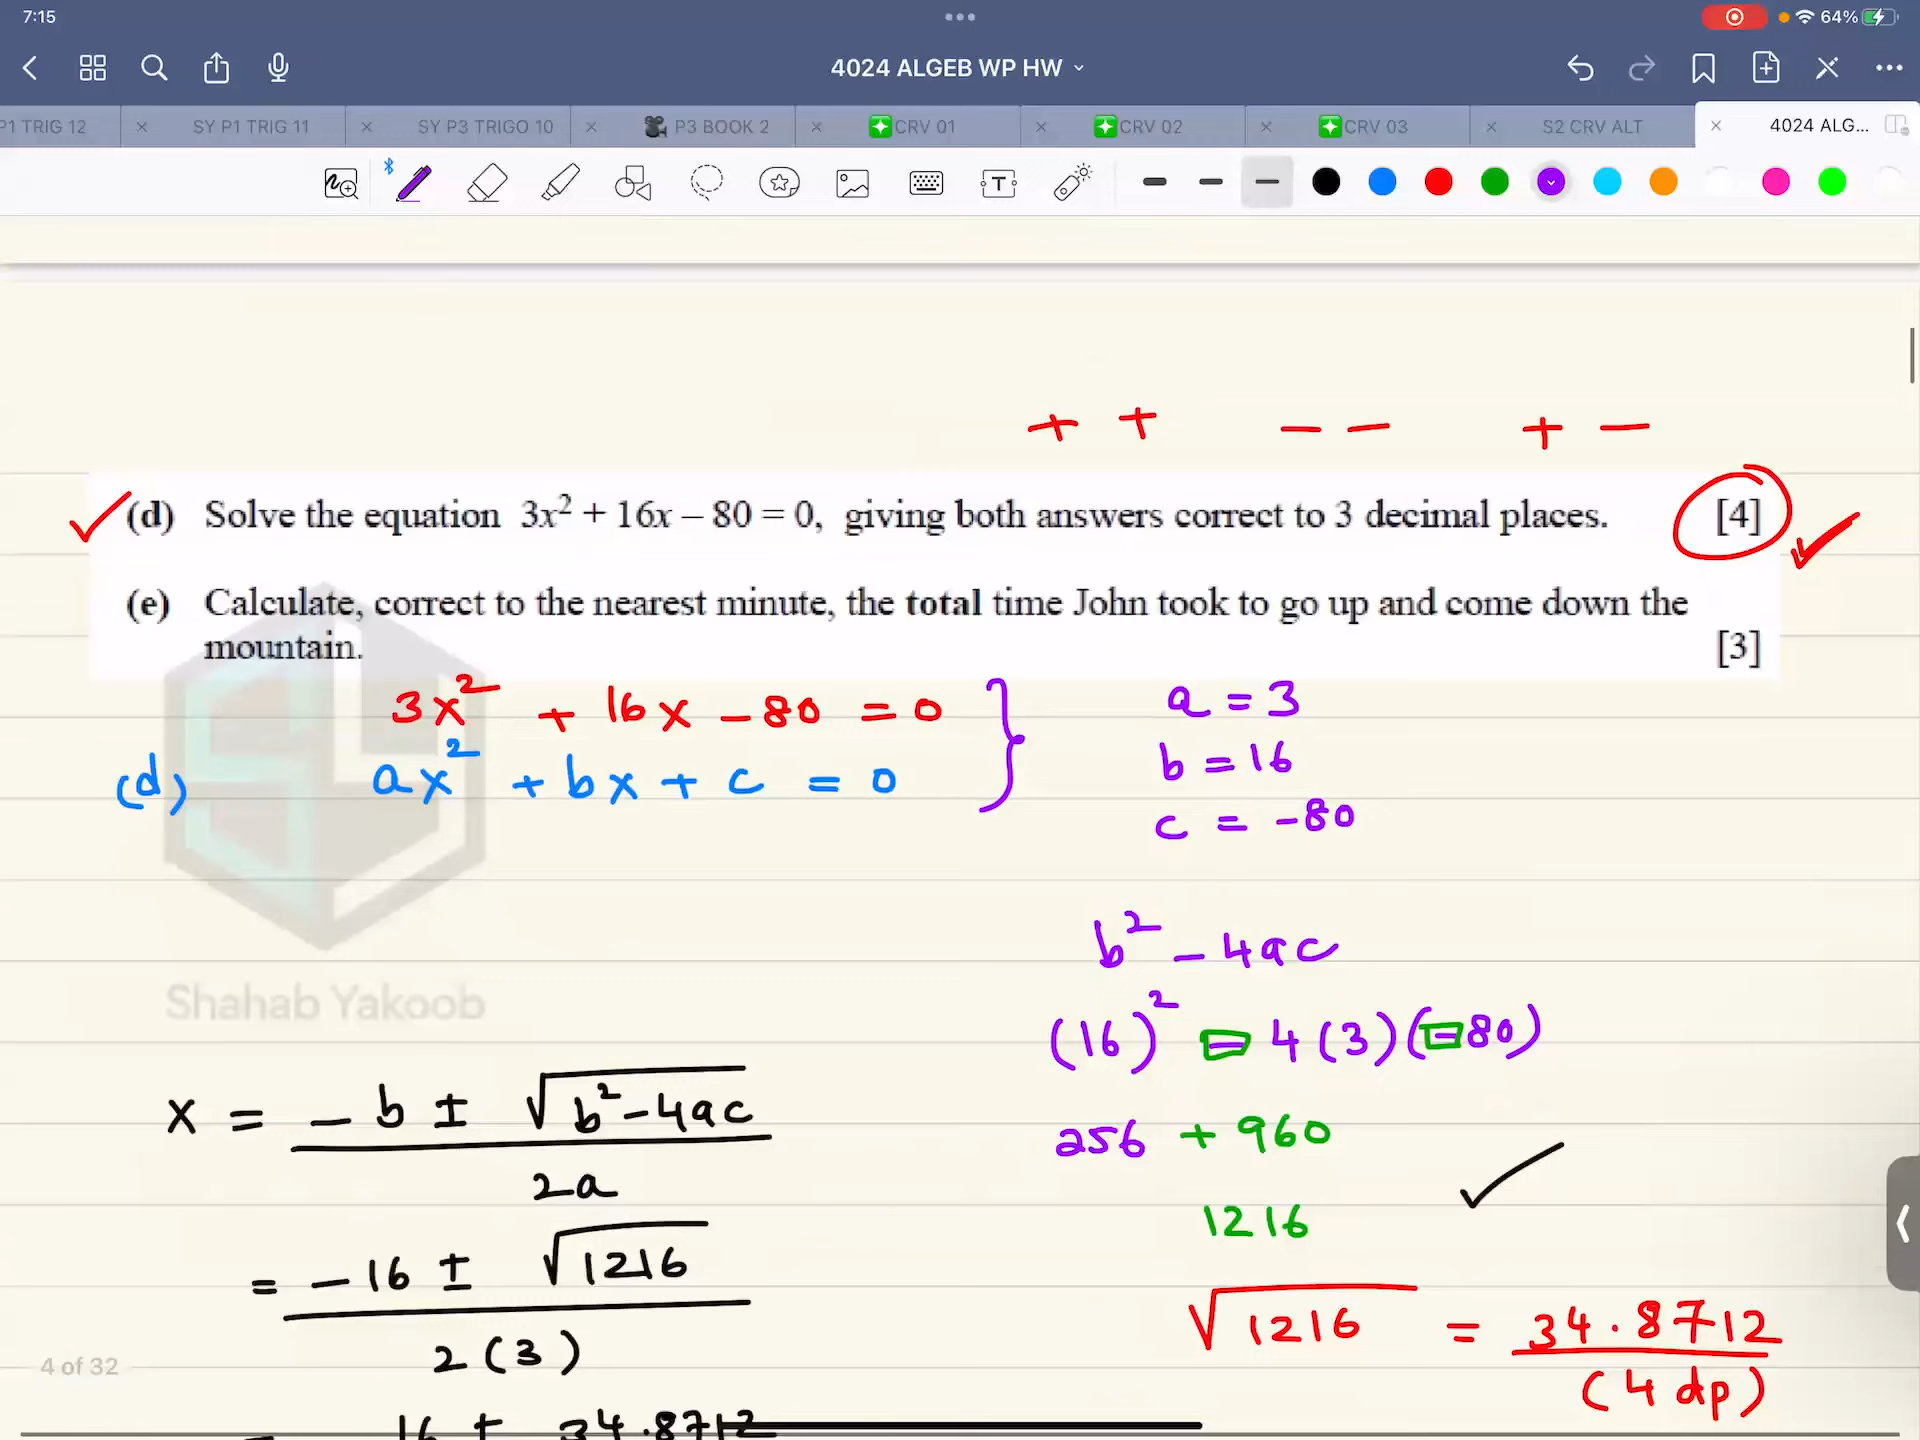 7:15
64%
4024 ALGEB WP HW
P1 TRIG 12
SY P1 TRIG 11
SY P3 TRIGO 10
P3 BOOK 2
CRV 01
CRV 02
CRV 03
S2 CRV ALT
4024 ALG...
+ + − − + −
(d) Solve the equation 3x² + 16x – 80 = 0, giving both answers correct to 3 decimal places. [4]
(e) Calculate, correct to the nearest minute, the total time John took to go up and come down the
mountain. [3]
3x² + 16x − 80 = 0
(d) ax² + bx + c = 0
a = 3
b = 16
c = −80
b² − 4ac
(16)² − 4(3)(−80)
256 + 960
1216
√1216 = 34.8712
(4 dp)
Shahab Yakoob
x = −b ± √b²−4ac
2a
= −16 ± √1216
2(3)
= −16 ± 34.8712
4 of 32